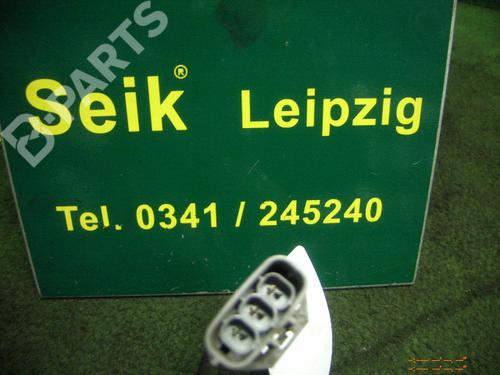 B-PARTS
Seik® Leipzig
Tel. 0341 / 245240